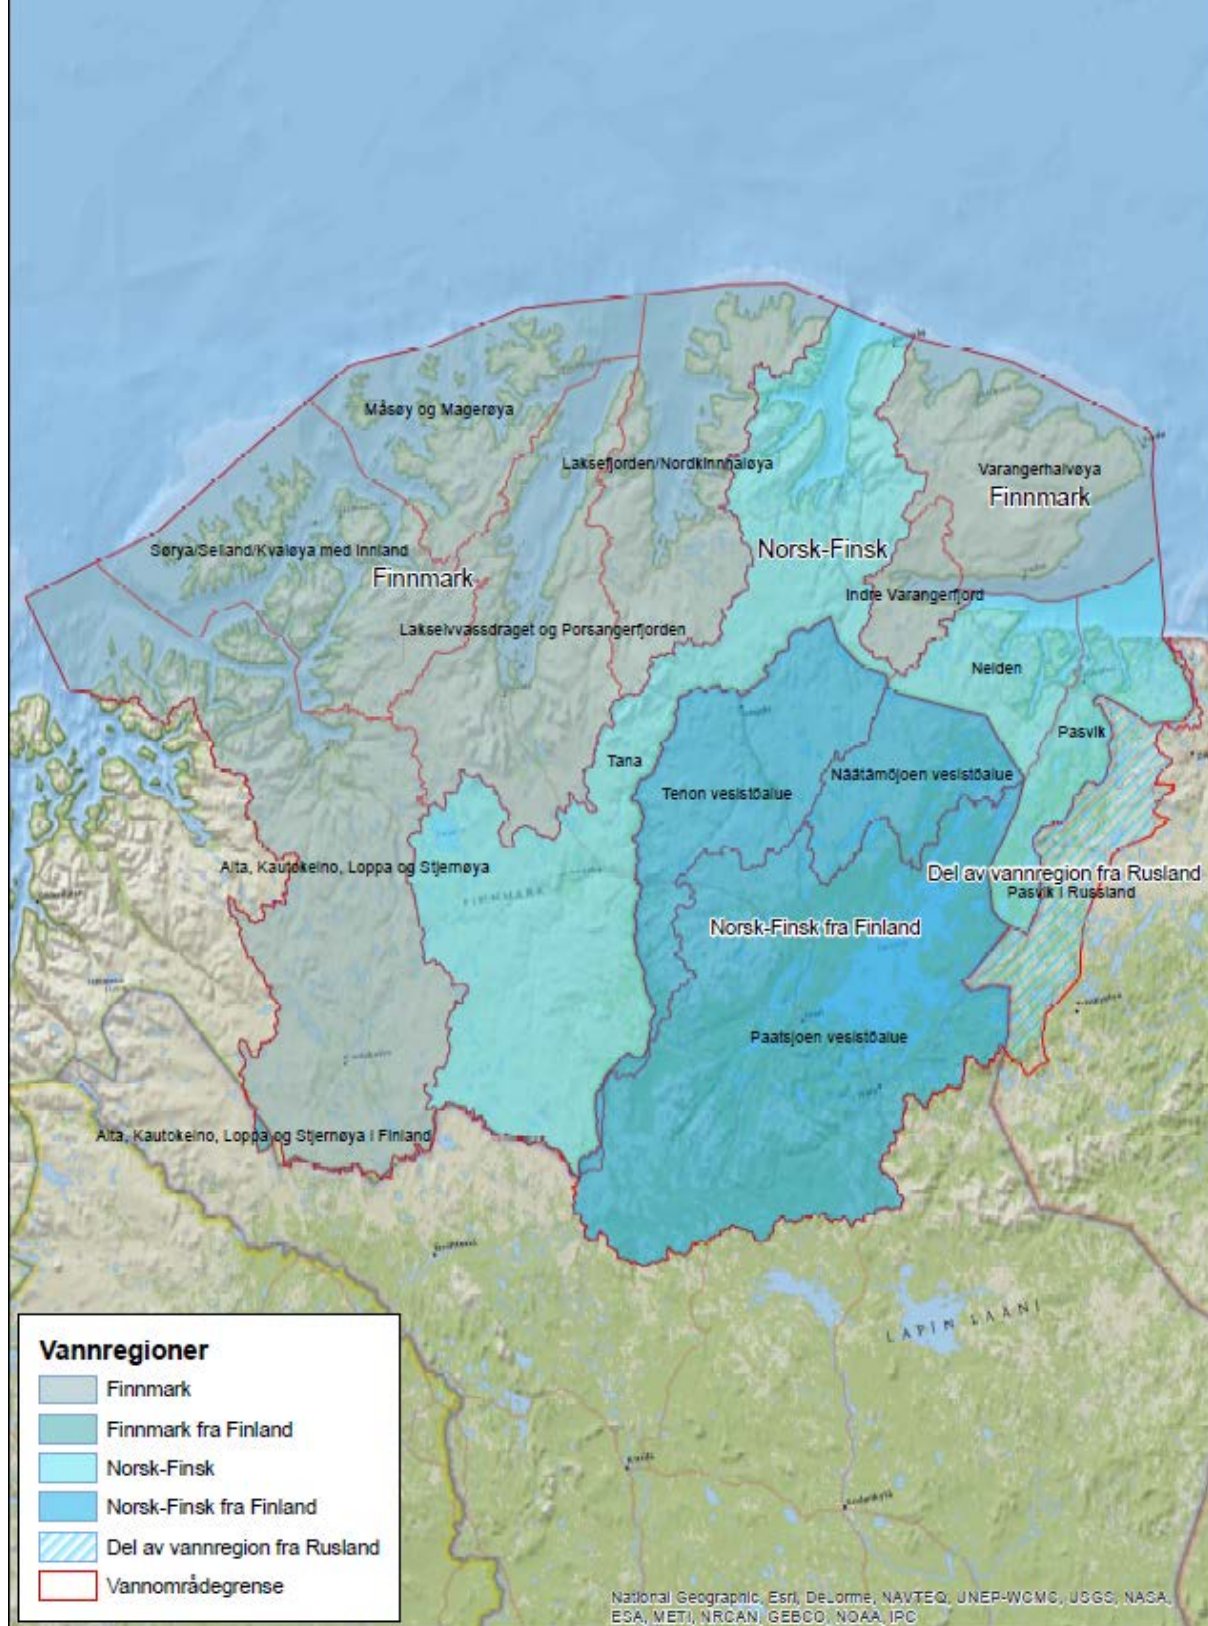 Måsøy og Magerøya
Laksefjorden/Nordkinnhaløya
Varangerhalvøya
Finnmark
Norsk-Finsk
Sørya/Seiland/Kvaløya med Innland
Finnmark
Indre Varangerfjord
Lakselvvassdraget og Porsangerfjorden
Neiden
Pasvik
Tana
Näätämöjoen vesistöalue
Tenon vesistöalue
Alta, Kautokeino, Loppa og Stjernøya
Del av vannregion fra Rusland
Pasvik i Russland
FINNMARK
Norsk-Finsk fra Finland
Paatsjoen vesistöalue
Alta, Kautokeino, Loppa og Stjernøya i Finland
LAPIN LAANI
Vannregioner
Finnmark
Finnmark fra Finland
Norsk-Finsk
Norsk-Finsk fra Finland
Del av vannregion fra Rusland
Vannområdegrense
Sodankylä
National Geographic, Esri, DeLorme, NAVTEQ, UNEP-WCMC, USGS, NASA,
ESA, METI, NRCAN, GEBCO, NOAA, IPC